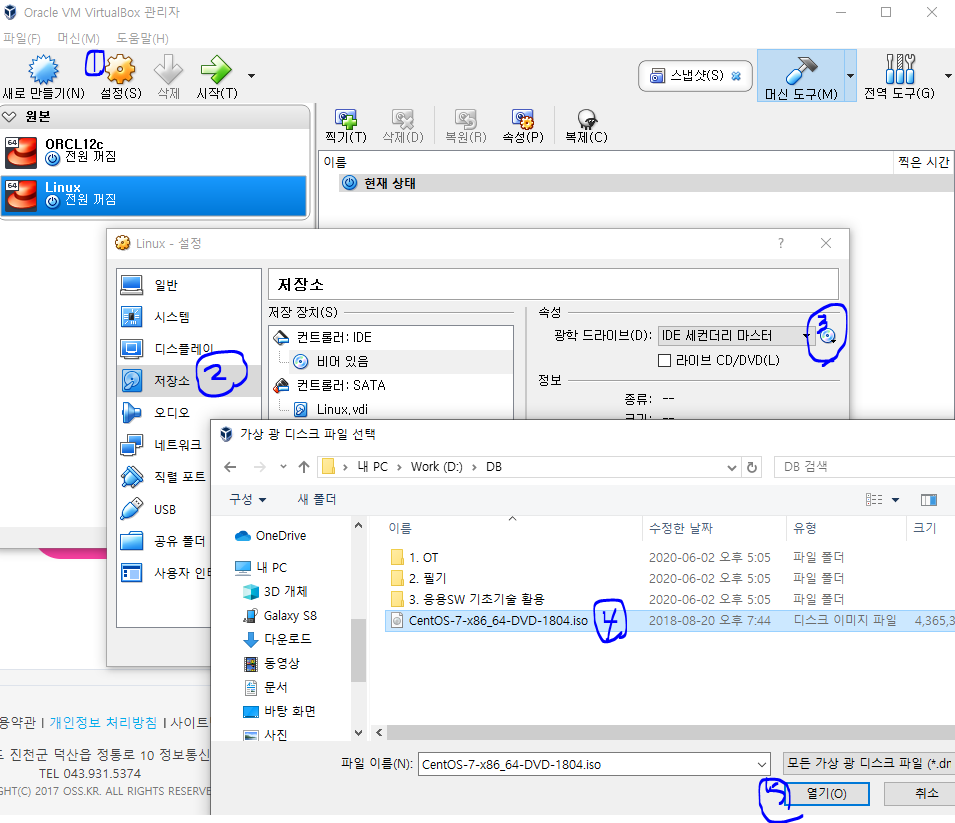 Oracle VM VirtualBox 관리자
파일(F) 머신(M) 도움말(H)
1
새로 만들기(N) 설정(S) 삭제 시작(T)
스냅샷(S) 머신 도구(M) 전역 도구(G)
원본
64 ORCL12c
전원 꺼짐
64 Linux
전원 꺼짐
찍기(T) 삭제(D) 복원(R) 속성(P) 복제(C)
이름 찍은 시간
현재 상태
Linux - 설정 ?
일반
시스템
디스플레이
저장소
오디오
네트워크
직렬 포트
USB
공유 폴더
사용자 인터
2
저장소
저장 장치(S)
컨트롤러: IDE
비어 있음
컨트롤러: SATA
Linux.vdi
속성
광학 드라이브(D): IDE 세컨더리 마스터
3
라이브 CD/DVD(L)
정보
종류: --
크기: --
가상 광 디스크 파일 선택
내 PC > Work (D:) > DB
DB 검색
구성 새 폴더
OneDrive
내 PC
3D 개체
Galaxy S8
다운로드
동영상
문서
바탕 화면
사진
이름 수정한 날짜 유형 크기
1. OT 2020-06-02 오후 5:05 파일 폴더
2. 필기 2020-06-02 오후 5:05 파일 폴더
3. 응용SW 기초기술 활용 2020-06-02 오후 5:05 파일 폴더
CentOS-7-x86_64-DVD-1804.iso 2018-08-20 오후 7:44 디스크 이미지 파일 4,365,3
4
파일 이름(N): CentOS-7-x86_64-DVD-1804.iso 모든 가상 광 디스크 파일 (*.dm
5
열기(O) 취소
용약관 | 개인정보 처리방침 | 사이트
진천군 덕산읍 정통로 10 정보통신
TEL 043.931.5374
GHT(C) 2017 OSS.KR. ALL RIGHTS RESERVE